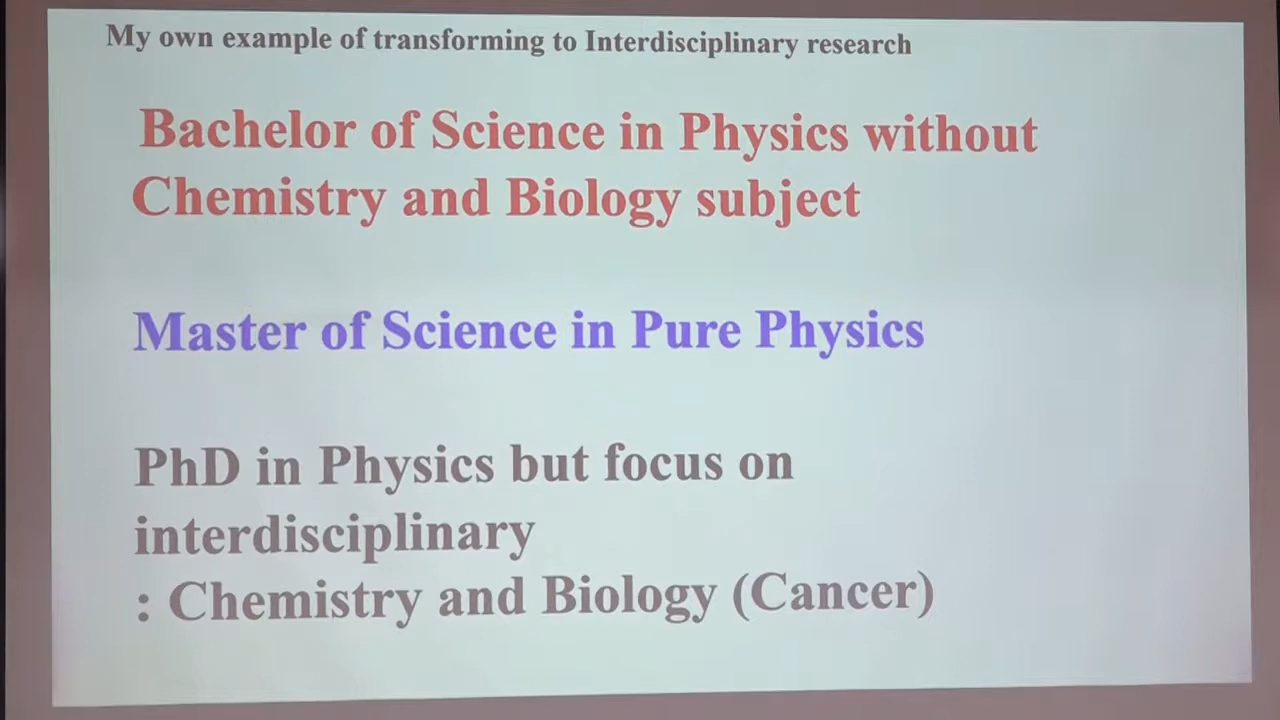 My own example of transforming to Interdisciplinary research
Bachelor of Science in Physics without
Chemistry and Biology subject
Master of Science in Pure Physics
PhD in Physics but focus on
interdisciplinary
: Chemistry and Biology (Cancer)